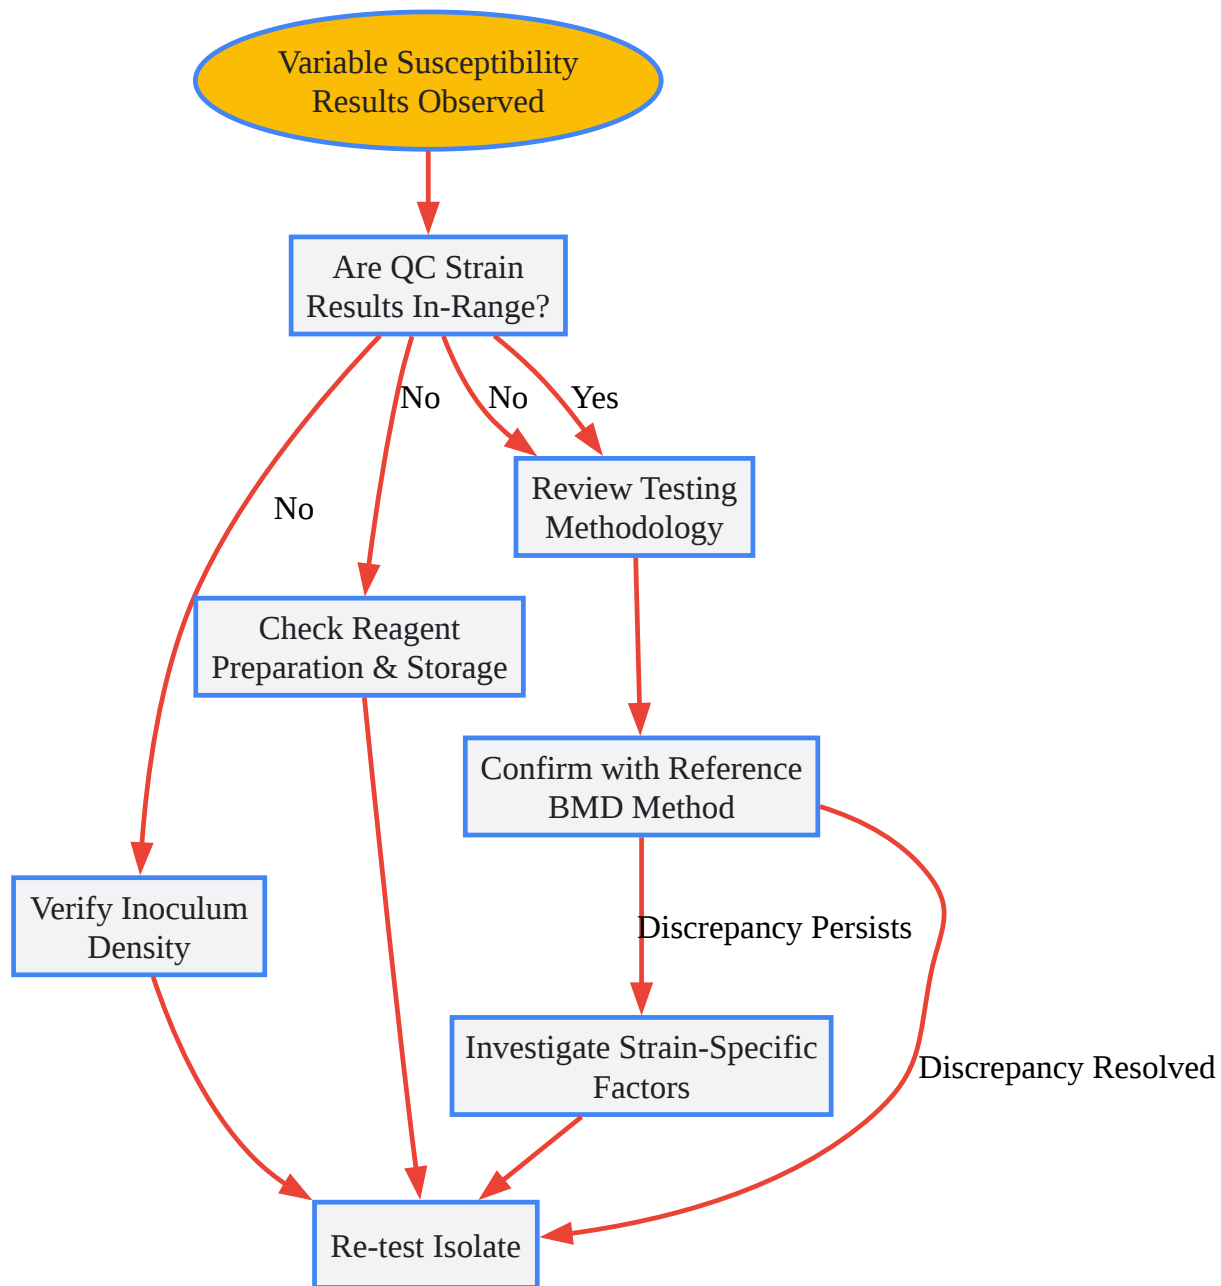 Variable Susceptibility
Results Observed
Are QC Strain
Results In-Range?
No
No
Yes
Review Testing
Methodology
No
Check Reagent
Preparation & Storage
Confirm with Reference
BMD Method
Verify Inoculum
Density
Discrepancy Persists
Investigate Strain-Specific
Factors
Discrepancy Resolved
Re-test Isolate